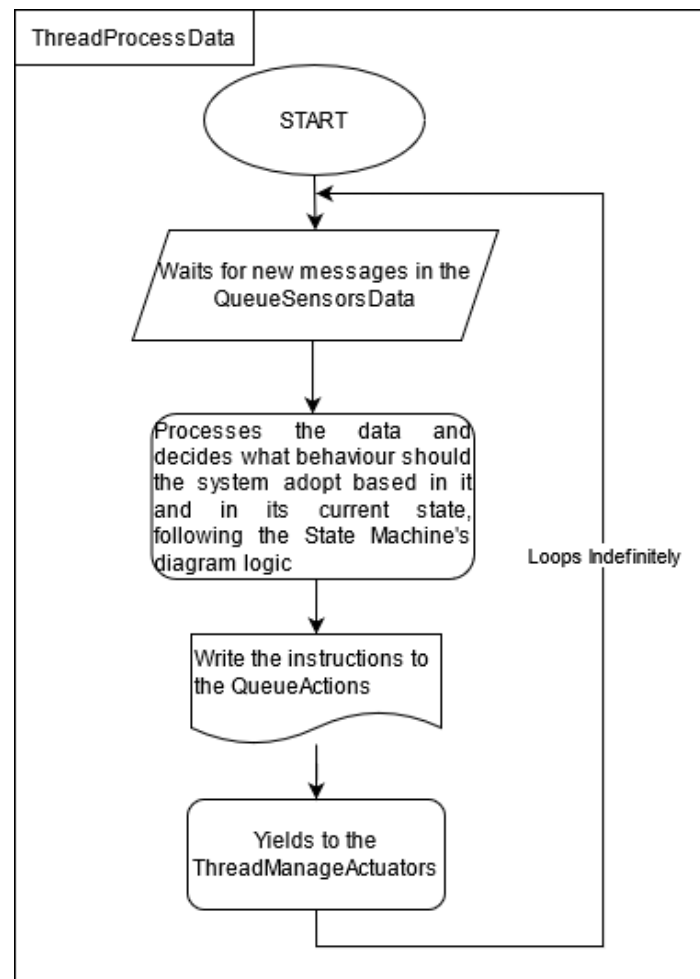 ThreadProcessData
START
Waits for new messages in the
QueueSensorsData
Processes the data and
decides what behaviour should
the system adopt based in it
and in its current state,
following the State Machine's
diagram logic
Loops Indefinitely
Write the instructions to
the QueueActions
Yields to the
ThreadManageActuators